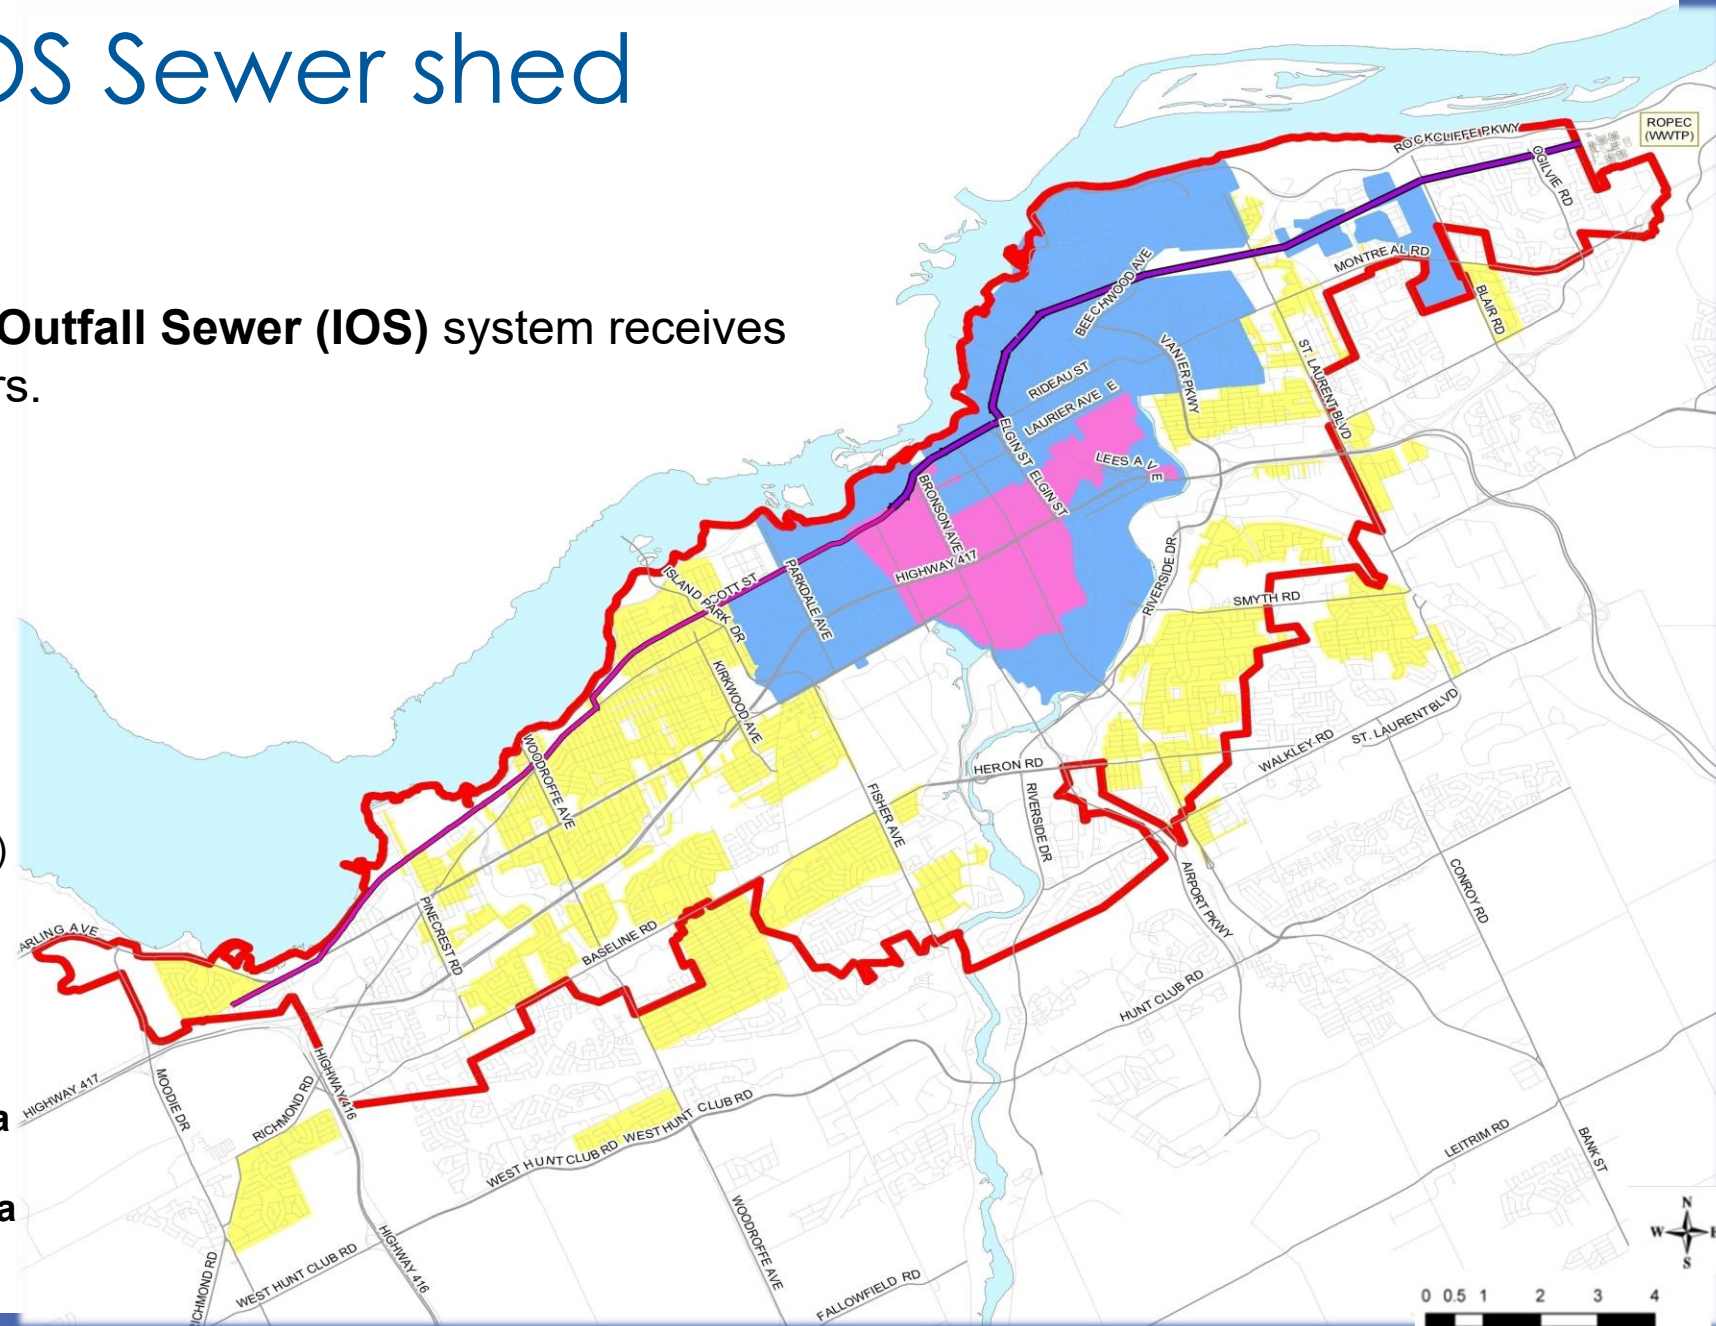 OS Sewer shed
Outfall Sewer (IOS) system receives
rs.
)
a
a
ROPEC
(WWTP)
ROCKCLIFFE PKWY
OGILVIE RD
MONTREAL RD
BLAIR RD
BEECHWOOD AVE
VANIER PKWY
ST. LAURENT BLVD
RIDEAU ST
LAURIER AVE E
ELGIN ST
ELGIN ST
LEES AVE
BRONSON AVE
HIGHWAY 417
RIVERSIDE DR
SMYTH RD
ISLAND PARK DR
OTT ST
PARKDALE AVE
KIRKWOOD AVE
WOODROFFE AVE
FISHER AVE
HERON RD
RIVERSIDE DR
WALKLEY RD
ST. LAURENT BLVD
AIRPORT PKWY
CONROY RD
PINECREST RD
BASELINE RD
ARLING AVE
HUNT CLUB RD
HIGHWAY 417
MOODIE DR
RICHMOND RD
HIGHWAY 416
WEST HUNT CLUB RD
WEST HUNT CLUB RD
LEITRIM RD
BANK ST
WOODROFFE AVE
HIGHWAY 416
WEST HUNT CLUB RD
RICHMOND RD
FALLOWFIELD RD
N
W E
S
0 0.5 1 2 3 4